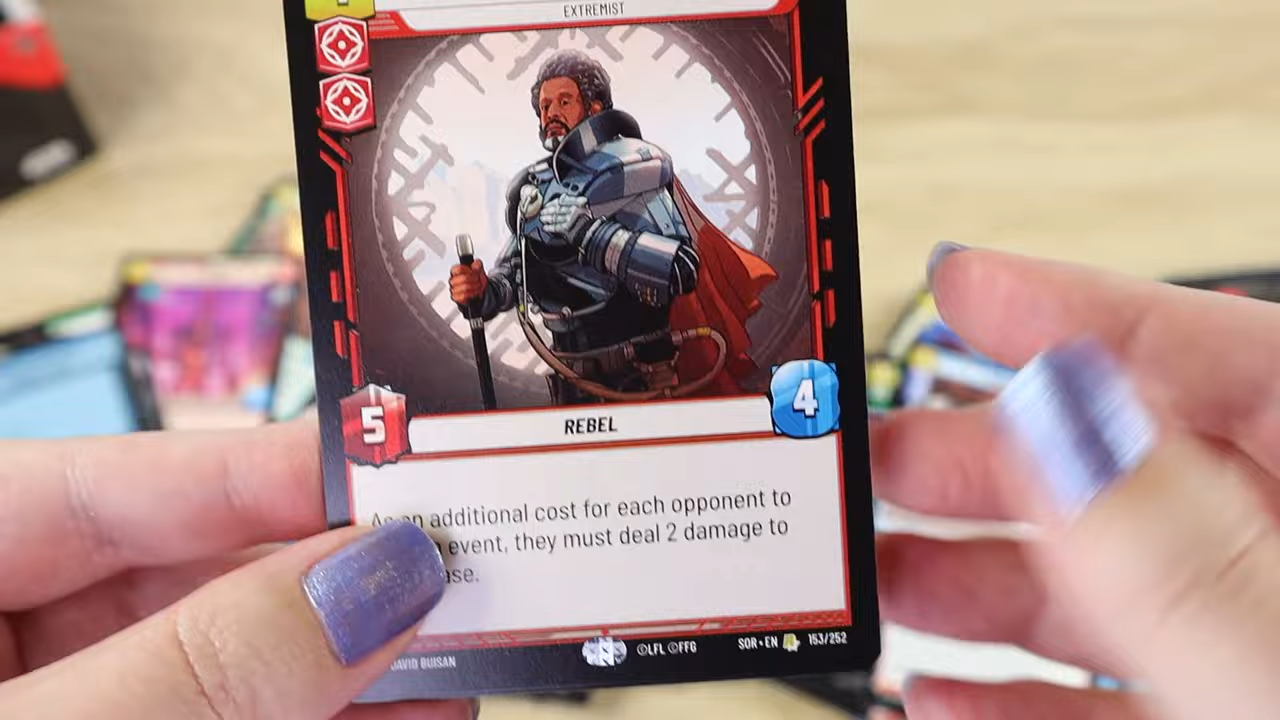 EXTREMIST
5
REBEL
4
an additional cost for each opponent to
event, they must deal 2 damage to
ase.
DAVID BUISAN
©LFL ©FFG
SOR • EN
153/252